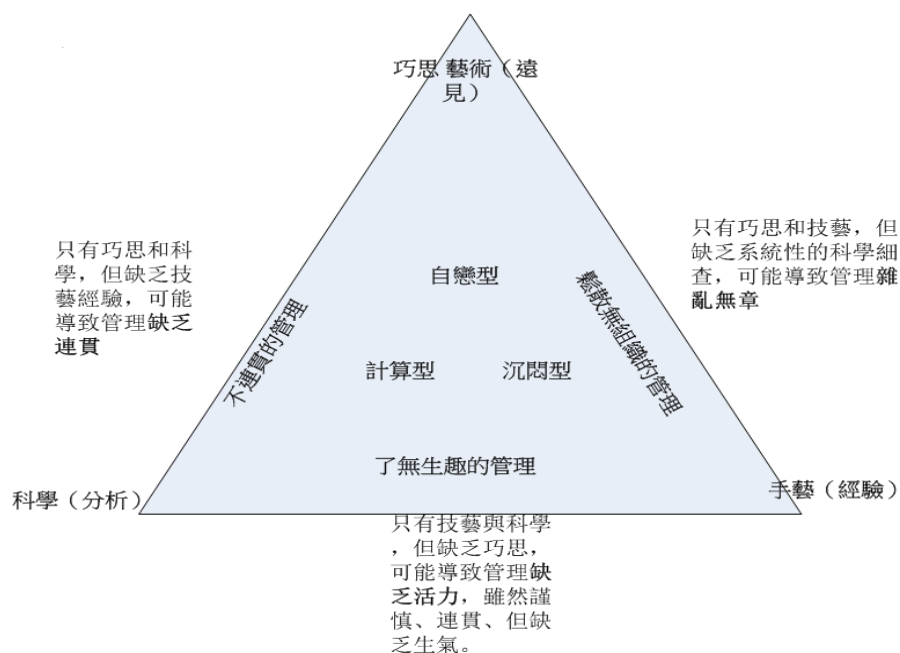 巧思 藝術（遠
見）
只有巧思和科
學，但缺乏技
藝經驗，可能
導致管理缺乏
連貫
只有巧思和技藝，但
缺乏系統性的科學細
查，可能導致管理雜
亂無章
自戀型
不連貫的管理
鬆散無組織的管理
計算型
沉悶型
了無生趣的管理
科學（分析）
手藝（經驗）
只有技藝與科學
，但缺乏巧思，
可能導致管理缺
乏活力，雖然謹
慎、連貫、但缺
乏生氣。